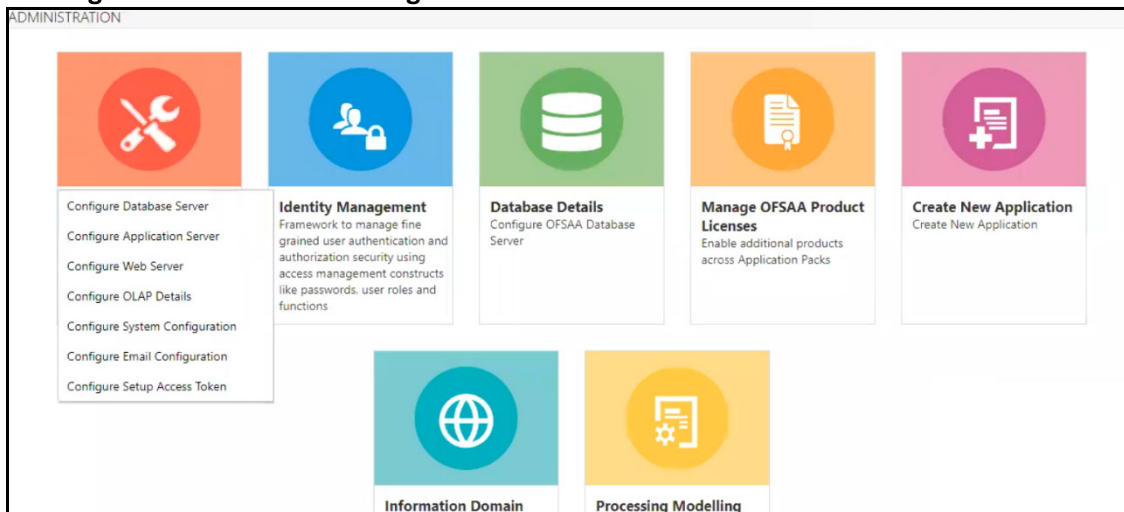 ADMINISTRATION
Configure Database Server
Configure Application Server
Configure Web Server
Configure OLAP Details
Configure System Configuration
Configure Email Configuration
Configure Setup Access Token
Identity Management
Framework to manage fine
grained user authentication and
authorization security using
access management constructs
like passwords, user roles and
functions
Database Details
Configure OFSAA Database
Server
Manage OFSAA Product
Licenses
Enable additional products
across Application Packs
Create New Application
Create New Application
Information Domain
Processing Modelling